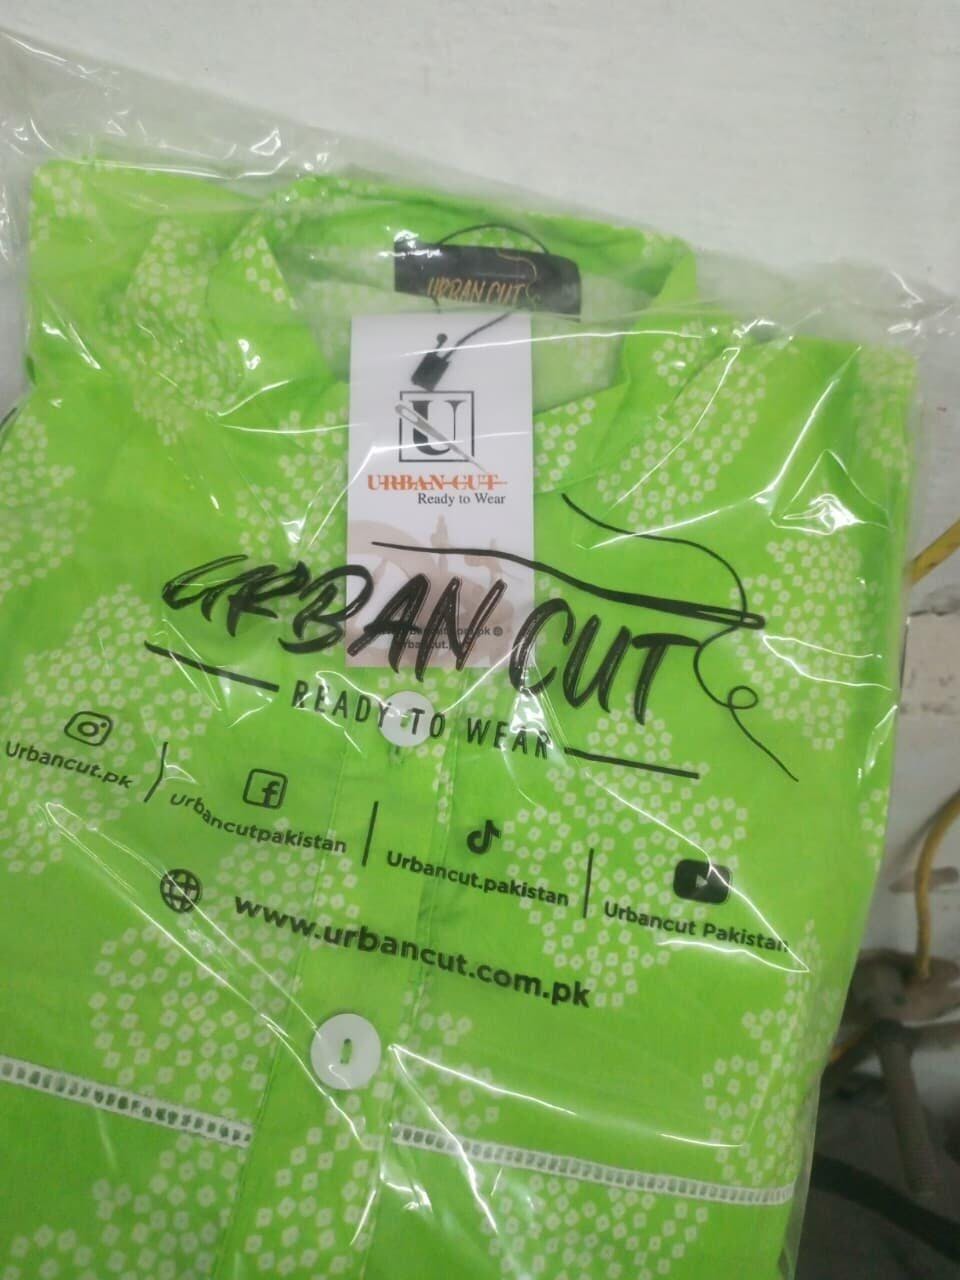 URBAN CUT
U
URBAN CUT
Ready to Wear
URBAN CUT
READY TO WEAR
Urbancut.pk
urbancutpakistan
Urbancut.pakistan
Urbancut Pakistan
www.urbancut.com.pk